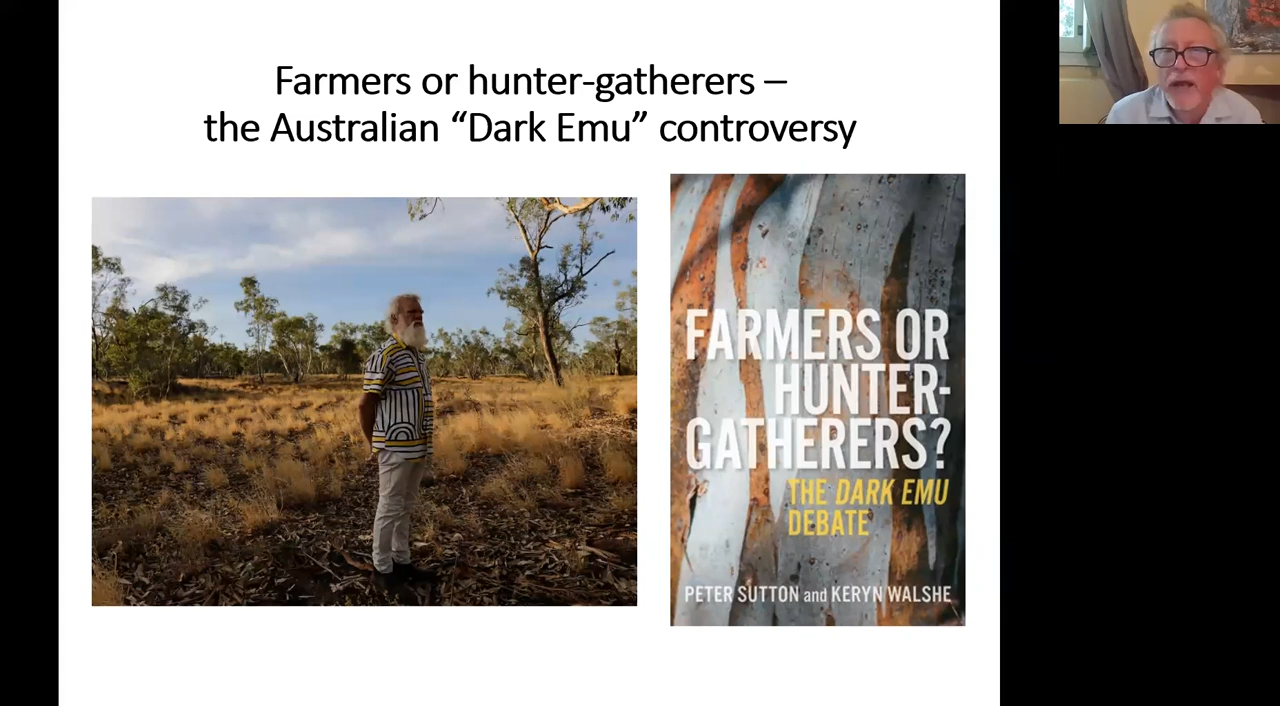 Farmers or hunter-gatherers –
the Australian “Dark Emu” controversy
FARMERS OR
HUNTER-
GATHERERS?
THE DARK EMU
DEBATE
PETER SUTTON and KERYN WALSHE